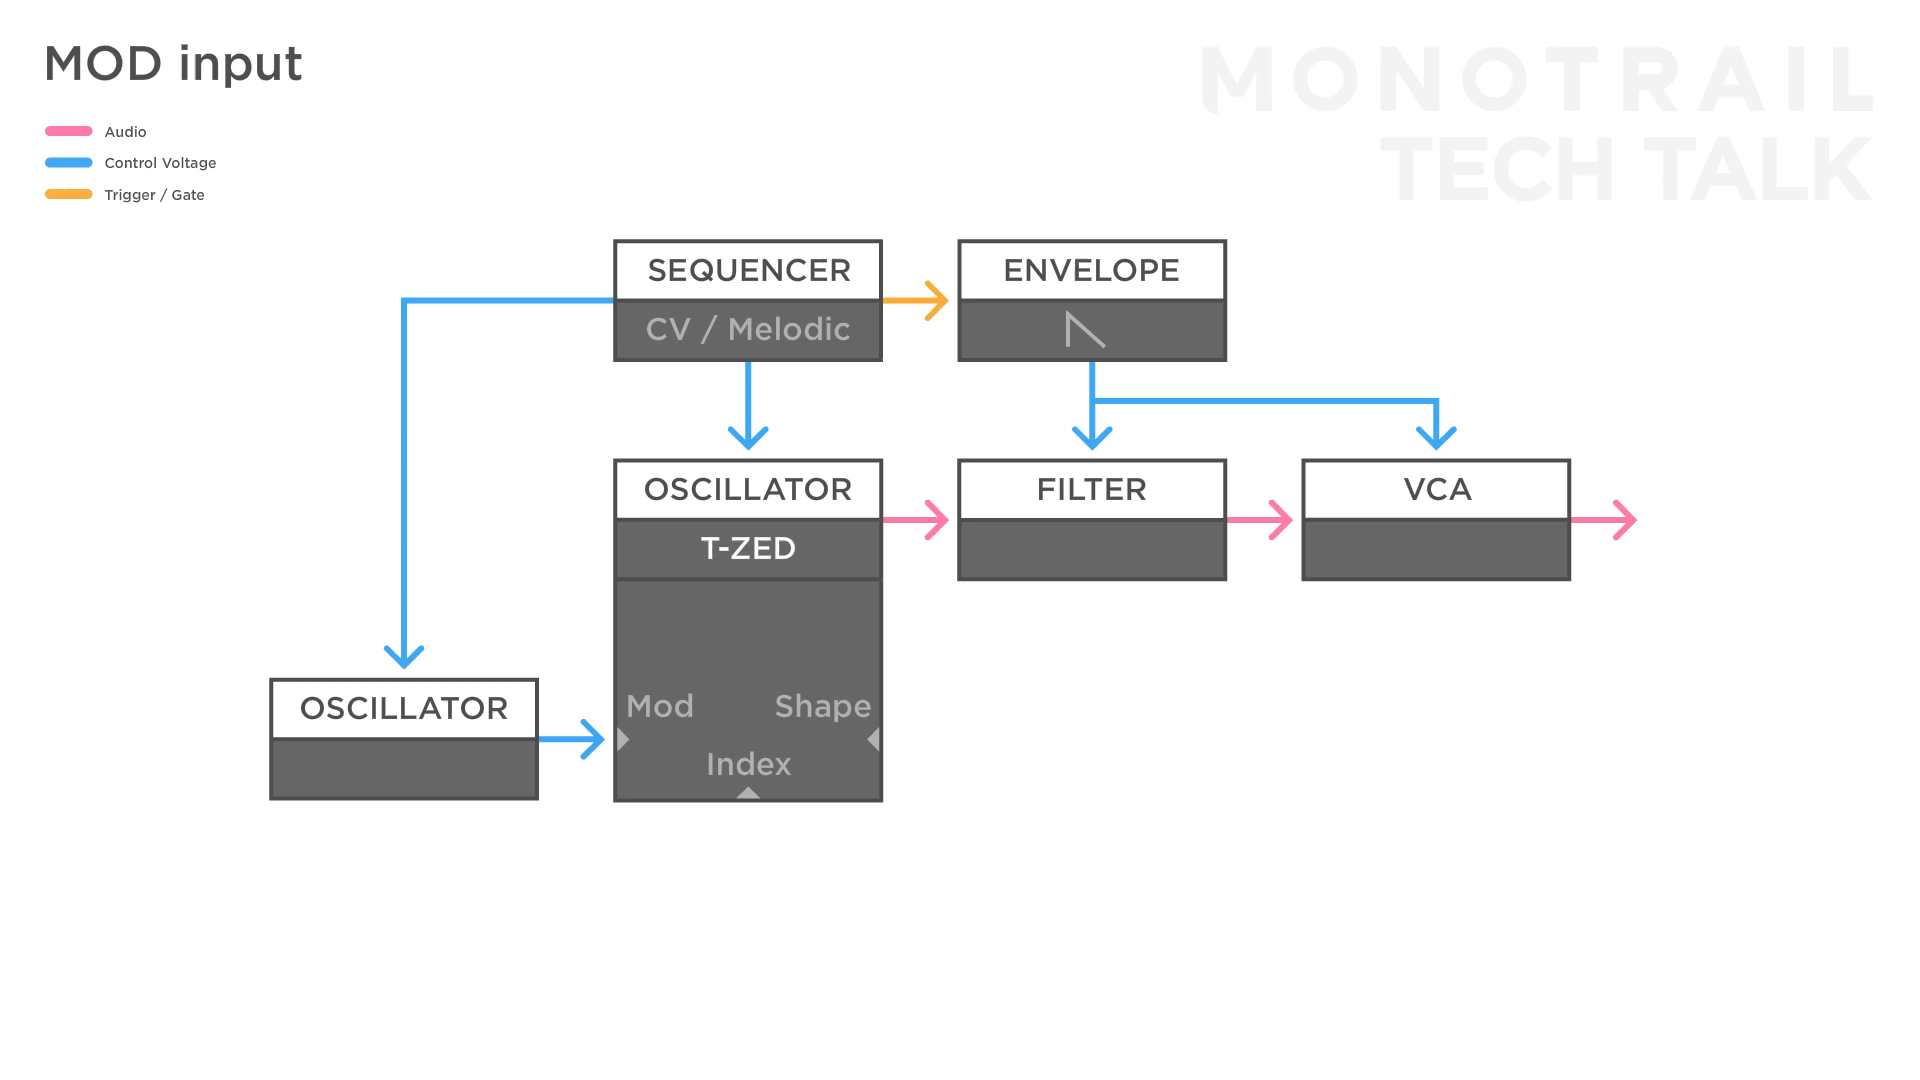 MOD input
MONOTRAIL
TECH TALK
Audio
Control Voltage
Trigger / Gate
SEQUENCER
CV / Melodic
ENVELOPE
OSCILLATOR
T-ZED
FILTER
VCA
OSCILLATOR
Mod
Shape
Index